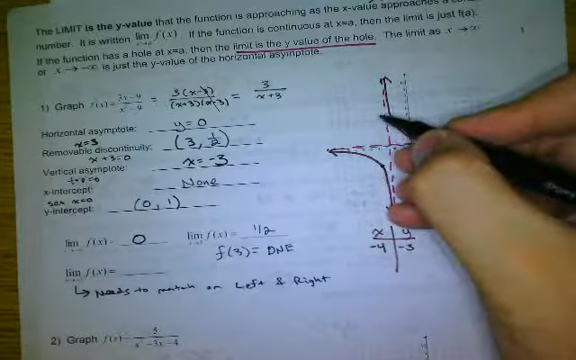 The LIMIT is the y-value that the function is approaching as the x-value approaches a
number. It is written lim f(x). If the function is continuous at x=a, then the limit is just f(a).
If the function has a hole at x=a, then the limit is the y value of the hole. The limit as x → ∞
or x → -∞ is just the y-value of the horizontal asymptote.
1
1) Graph f(x) = = 3(x-3) / (x+3)(x-3) = 3 / x+3
Horizontal asymptote: y = 0
x=3
Removable discontinuity: (3, 1/2)
x+3=0
Vertical asymptote: x = -3
x-intercept: None
set x=0
y-intercept: (0, 1)
lim f(x) = 0 lim f(x) = 1/2
f(3) = DNE
lim f(x) =
↳ Needs to match on Left & Right
x y
-4 -3
2) Graph f(x) = 5 / x² -3x -4